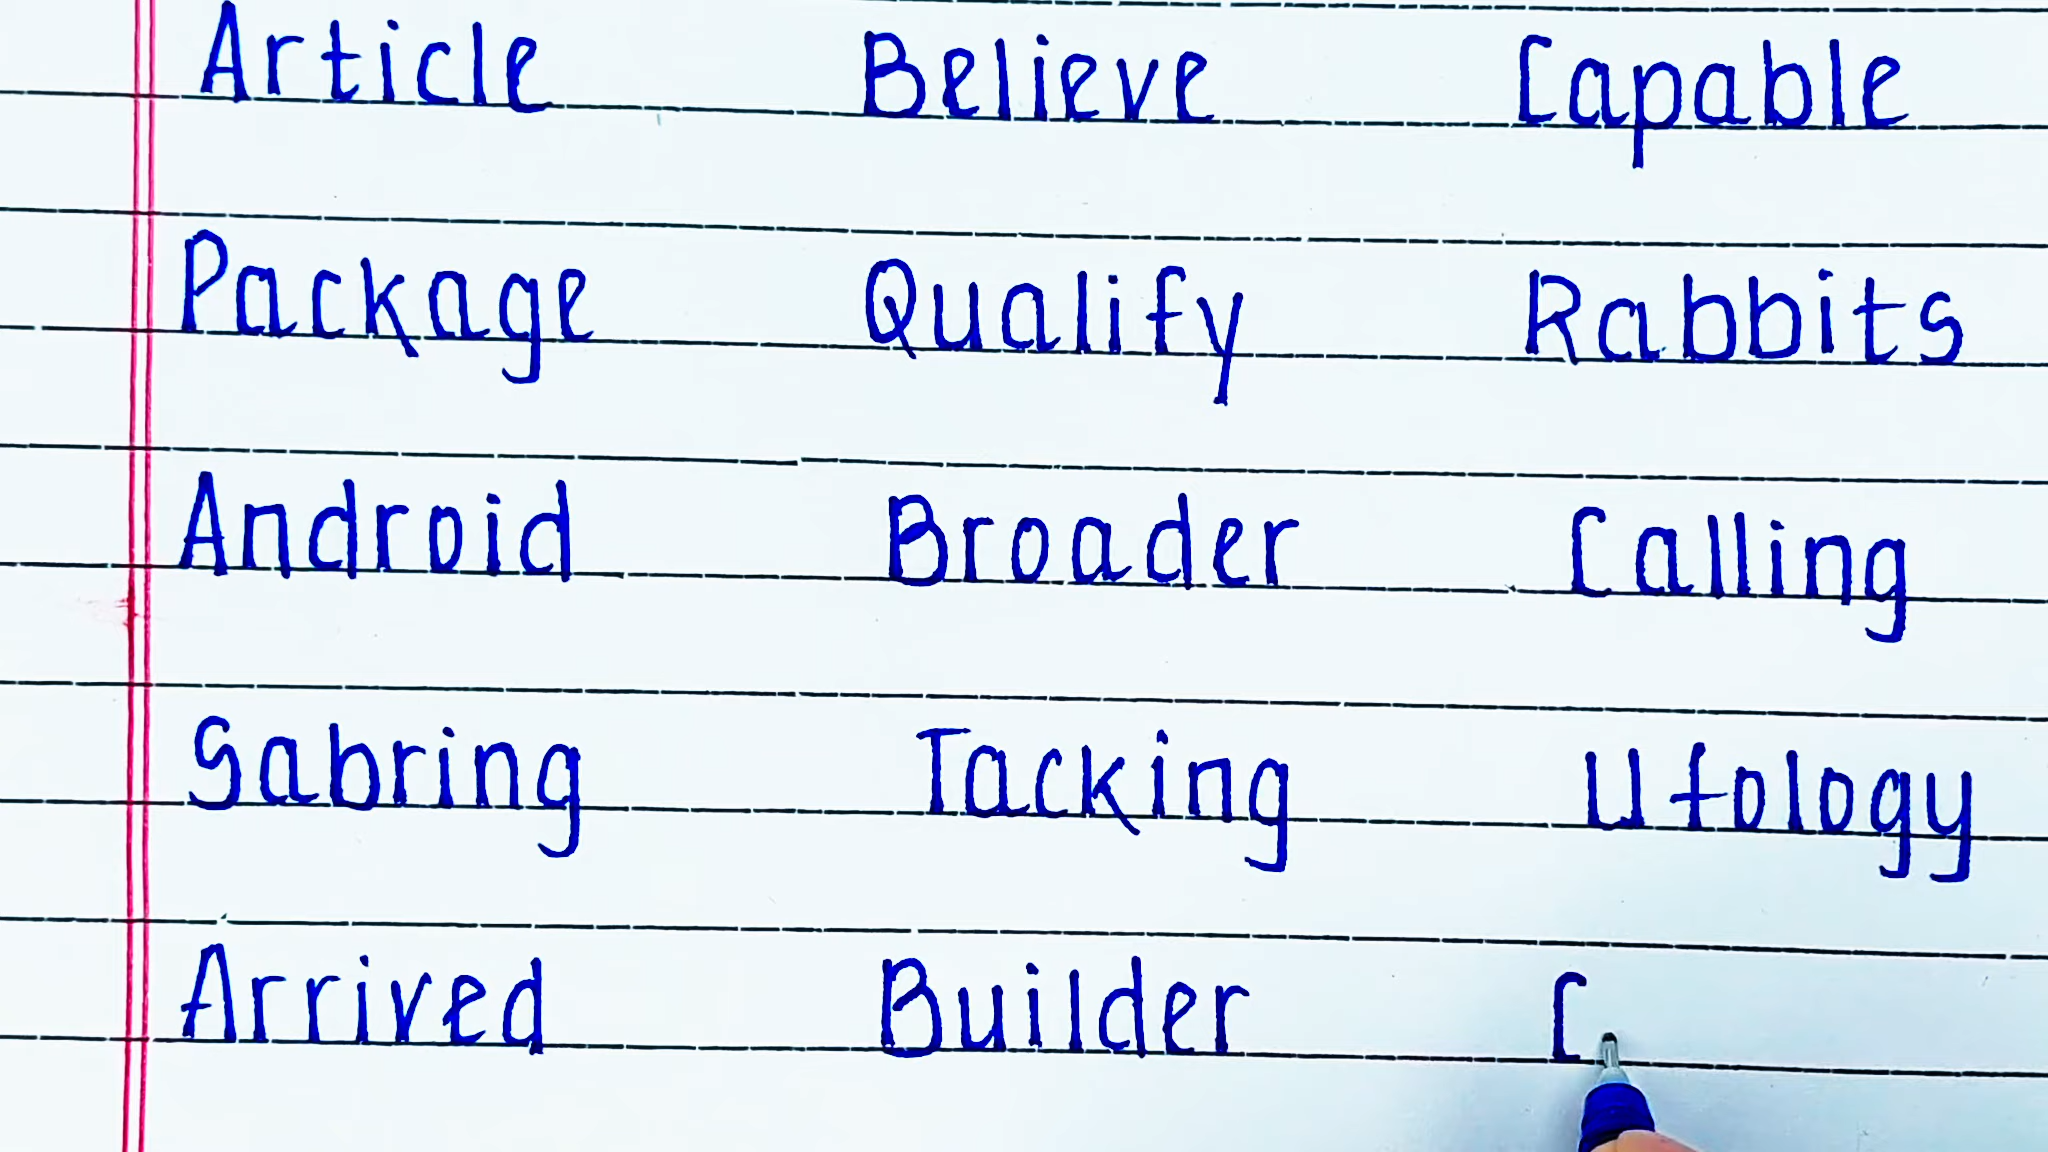 Article Believe Capable
Package Qualify Rabbits
Android Broader Calling
Sabring Tacking Ufology
Arrived Builder C